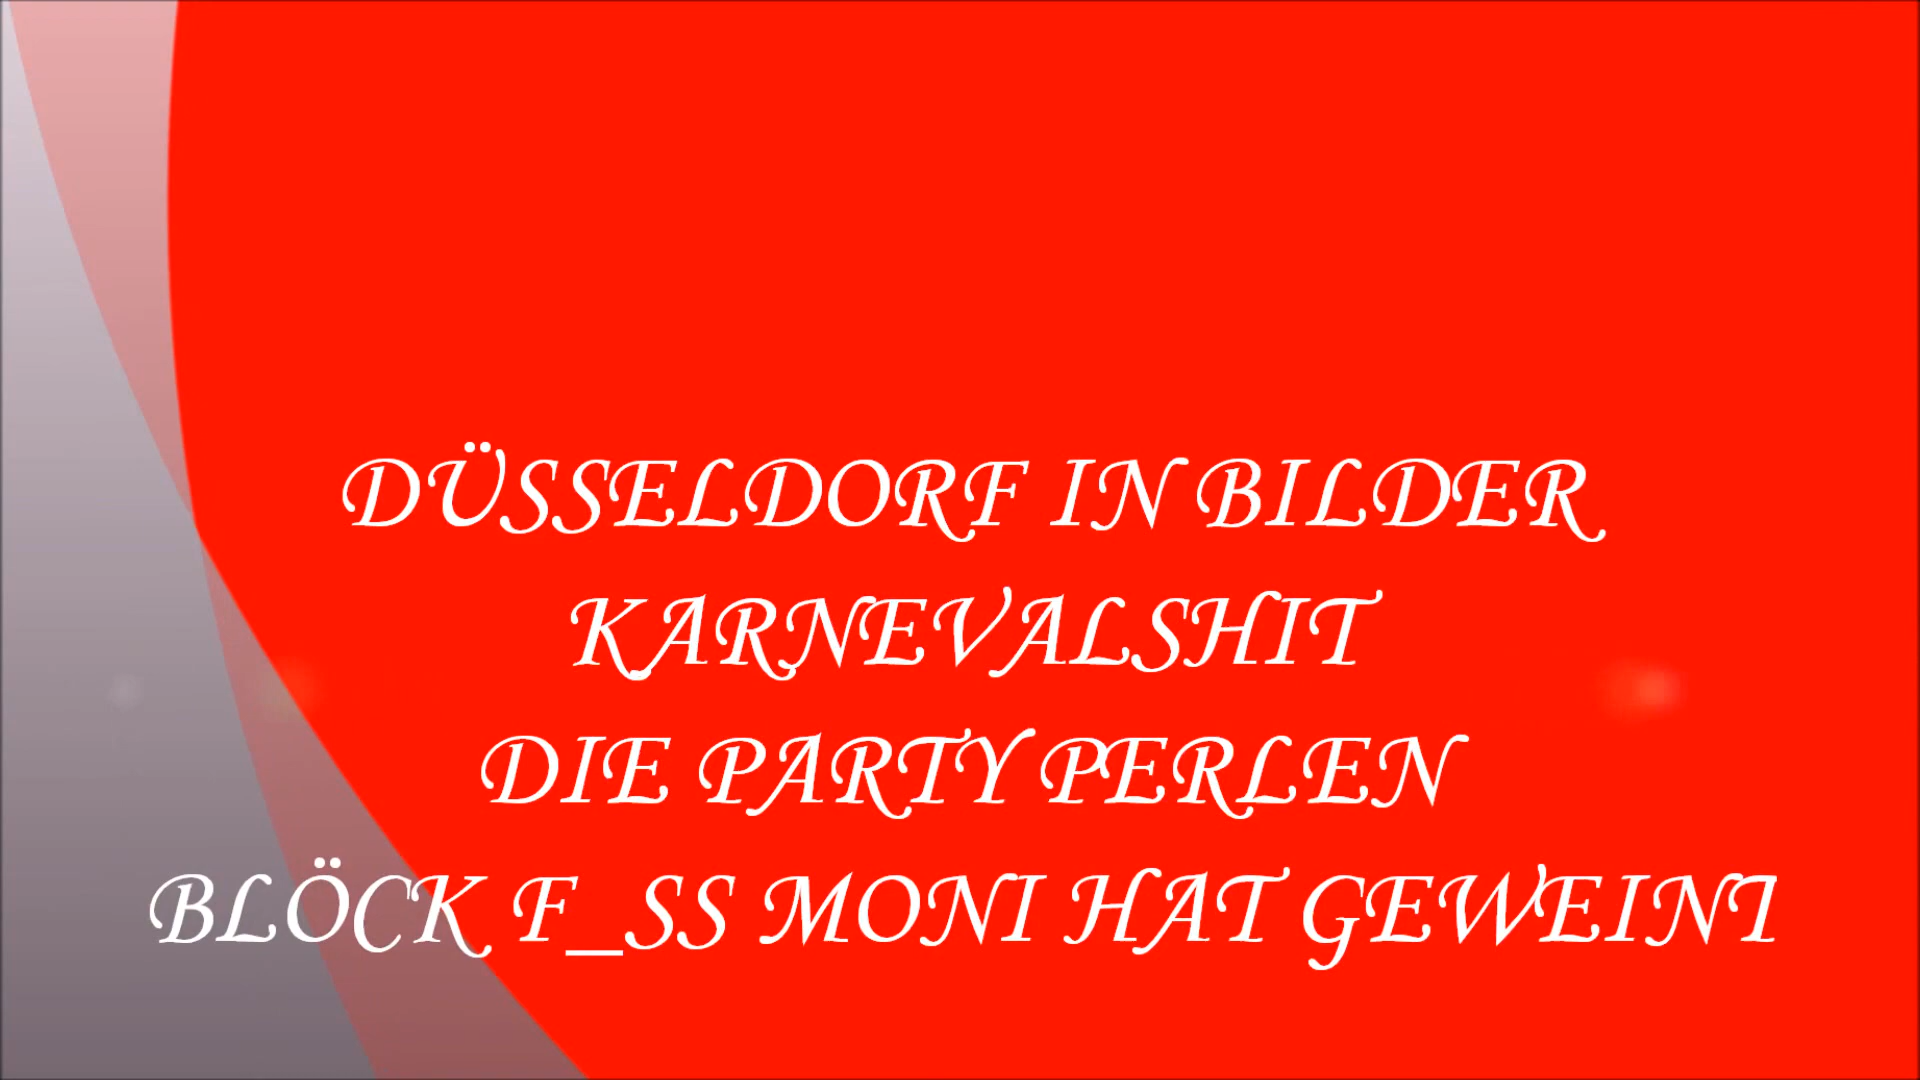 DÜSSELDORF IN BILDER
KARNEVALSHIT
DIE PARTY PERLEN
BLÖCK F_SS MONI HAT GEWEINT